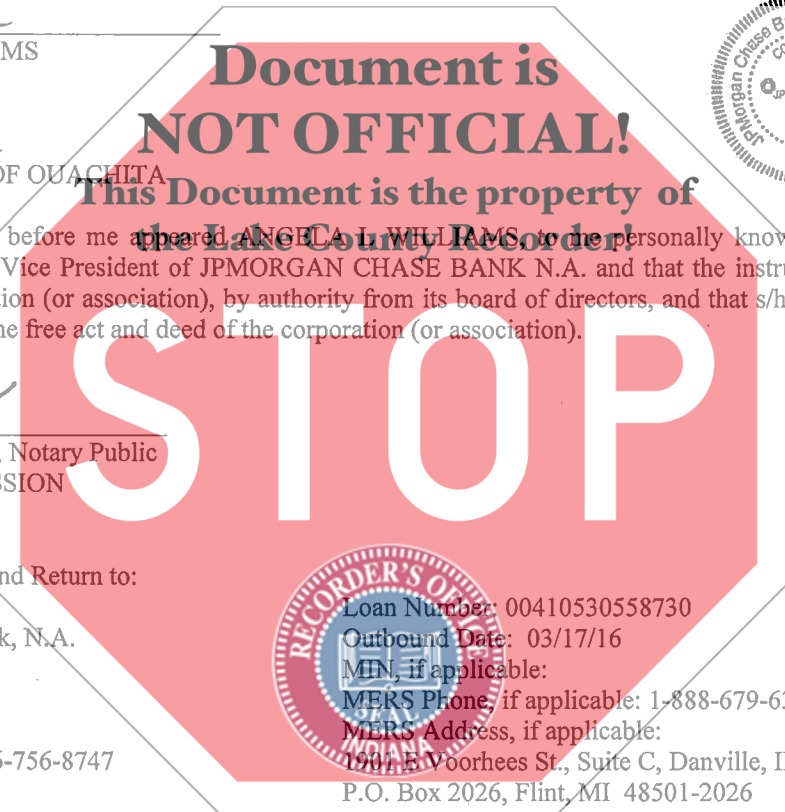 MS
Document is
NOT OFFICIAL!
OF OUACHITA
This Document is the property of
the Lake County Recorder!
before me appeared ANGELA L WILLIAMS, to me personally know
Vice President of JPMORGAN CHASE BANK N.A. and that the instru
ion (or association), by authority from its board of directors, and that s/h
ne free act and deed of the corporation (or association).
STOP
, Notary Public
SSION
nd Return to:
k, N.A.
Loan Number: 00410530558730
Outbound Date: 03/17/16
MIN, if applicable:
MERS Phone, if applicable: 1-888-679-6
MERS Address, if applicable:
-756-8747
1901 E Voorhees St., Suite C, Danville, I
P.O. Box 2026, Flint, MI 48501-2026
RECORDER'S OFFICE
SEAL
INDIANA
JPMorgan Chase B